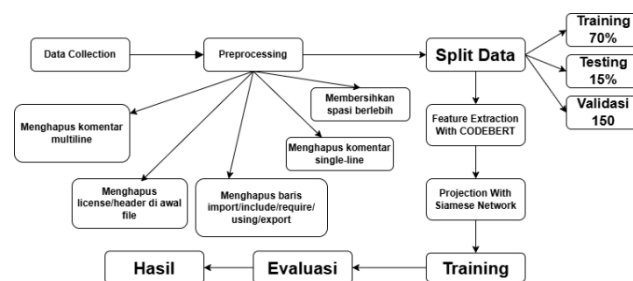 Data Collection
Preprocessing
Split Data
Training
70%
Testing
15%
Validasi
150
Membersihkan
spasi berlebih
Menghapus komentar
multiline
Menghapus komentar
single-line
Menghapus
license/header di awal
file
Menghapus baris
import/include/require/
using/export
Feature Extraction
With CODEBERT
Projection With
Siamese Network
Training
Evaluasi
Hasil